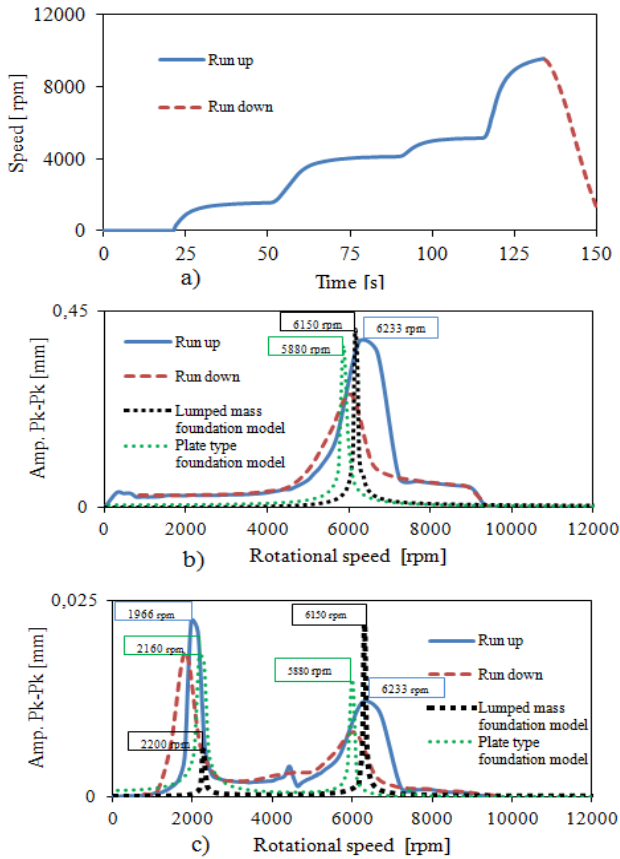 12000
8000
4000
0
Speed [ rpm]
Run up
Run down
0
25
50
75
100
125
150
Time [s]
a)
0,45
0
Amp. Pk-Pk [mm]
6150 rpm
6233 rpm
5880 rpm
Run up
Run down
Lumped mass
foundation model
Plate type
foundation model
0
2000
4000
6000
8000
10000
12000
b)
Rotational speed [rpm]
0,025
0
Amp. Pk-Pk [mm]
1966 rpm
2160 rpm
2200 rpm
6150 rpm
5880 rpm
6233 rpm
Run up
Run down
Lumped mass
foundation model
Plate type
foundation model
0
2000
4000
6000
8000
10000
12000
c)
Rotational speed [rpm]